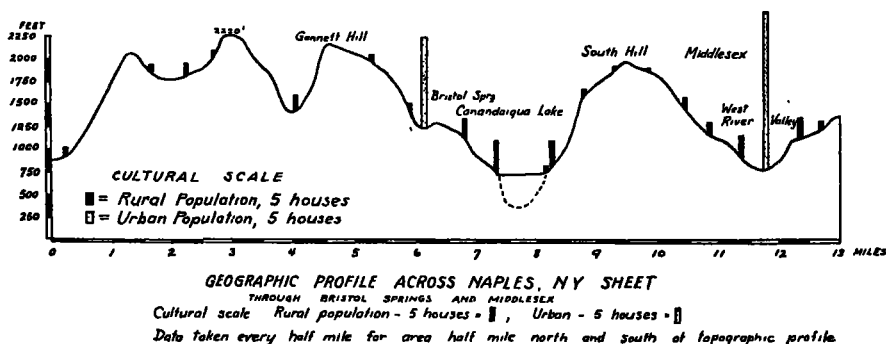 FEET
2250
2000
1750
1500
1250
1000
750
500
250
2220'
Gannett Hill
South Hill
Middlesex
Bristol Sprg
Canandaigua Lake
West
River
Valley
CULTURAL SCALE
= Rural Population, 5 houses
= Urban Population, 5 houses
0 1 2 3 4 5 6 7 8 9 10 11 12 13 MILES
GEOGRAPHIC PROFILE ACROSS NAPLES, NY SHEET
THROUGH BRISTOL SPRINGS AND MIDDLESEX
Cultural scale Rural population - 5 houses = , Urban - 5 houses =
Data taken every half mile for area half mile north and south of topographic profile